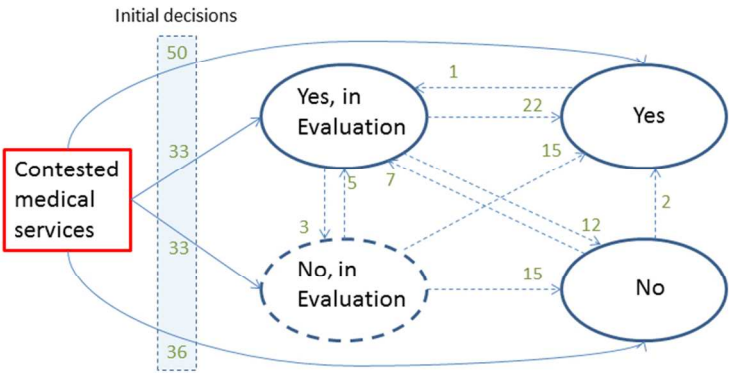 Initial decisions
50
33
33
36
Contested
medical
services
Yes, in
Evaluation
Yes
No, in
Evaluation
No
1
22
15
5
7
3
12
2
15